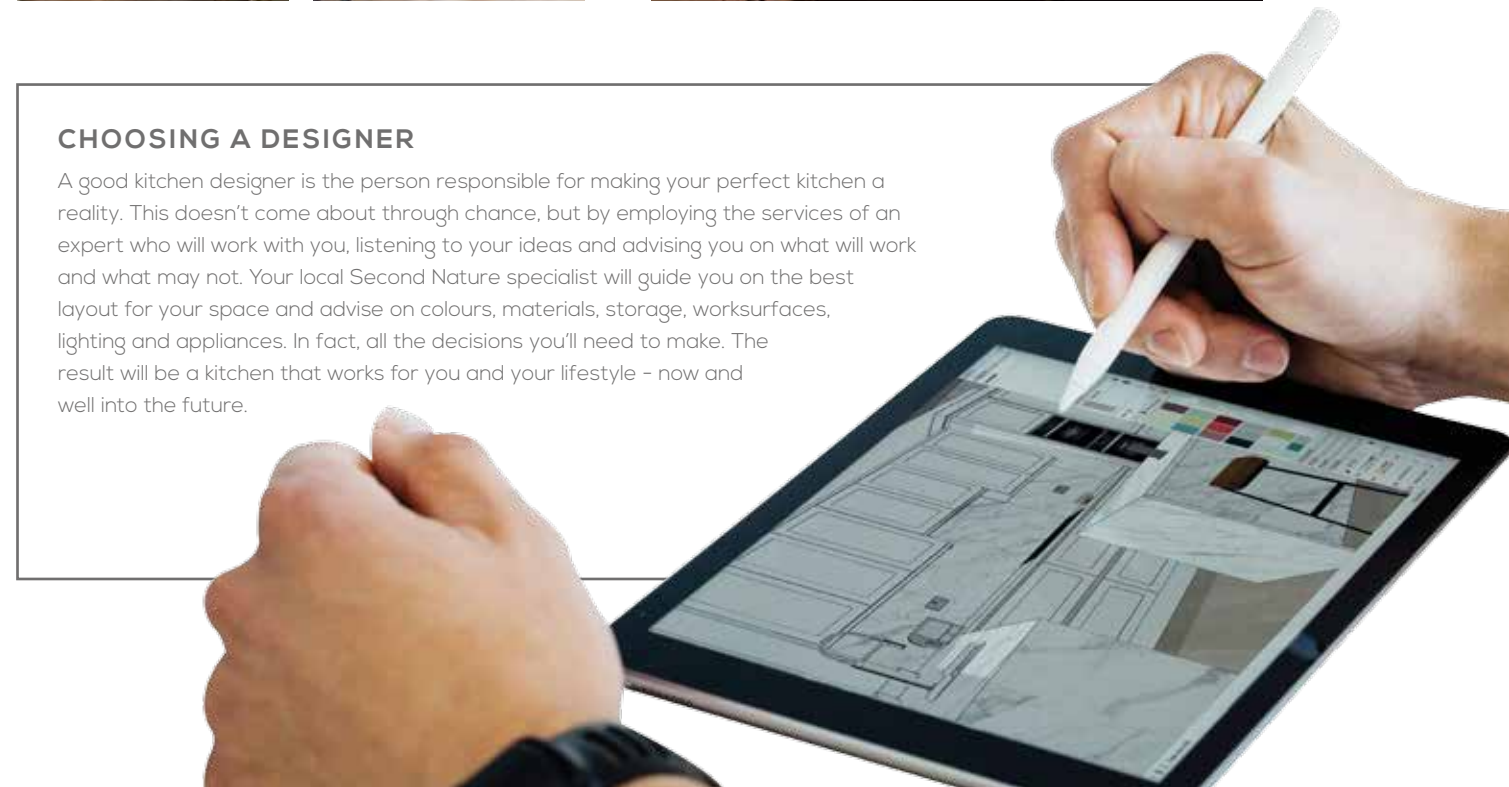 CHOOSING A DESIGNER
A good kitchen designer is the person responsible for making your perfect kitchen a
reality. This doesn't come about through chance, but by employing the services of an
expert who will work with you, listening to your ideas and advising you on what will work
and what may not. Your local Second Nature specialist will guide you on the best
layout for your space and advise on colours, materials, storage, worksurfaces,
lighting and appliances. In fact, all the decisions you'll need to make. The
result will be a kitchen that works for you and your lifestyle - now and
well into the future.